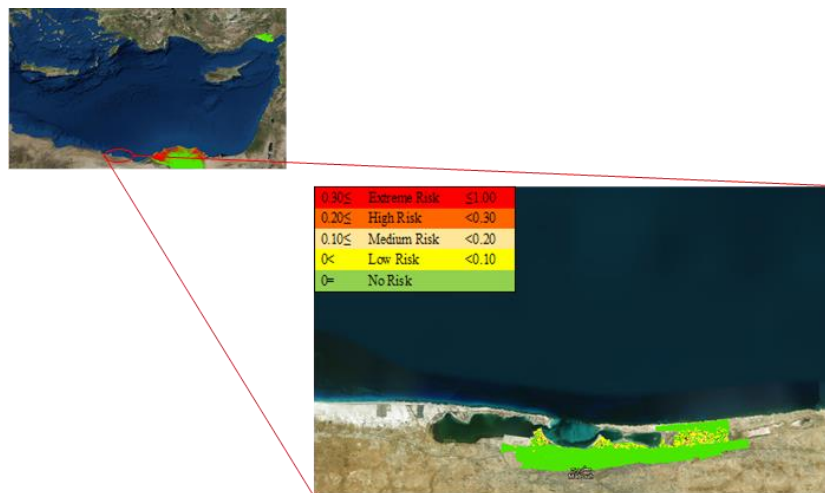 0.30≤ Extreme Risk ≤1.00
0.20≤ High Risk <0.30
0.10≤ Medium Risk <0.20
0< Low Risk <0.10
0= No Risk